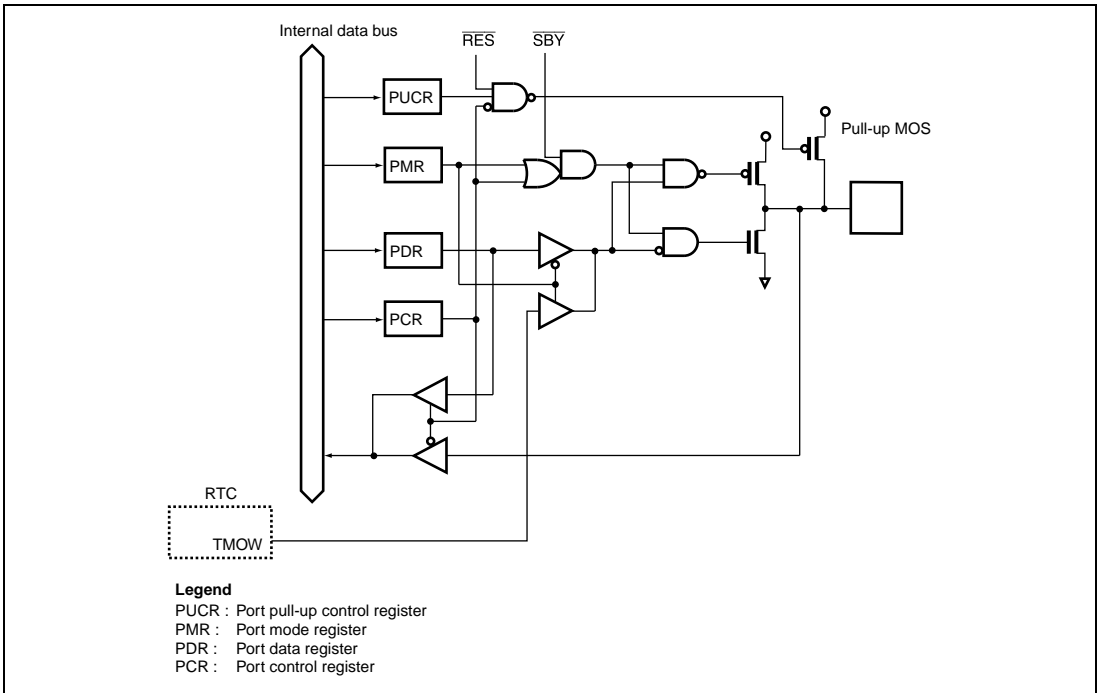 Internal data bus
RES
SBY
PUCR
Pull-up MOS
PMR
PDR
PCR
RTC
TMOW
Legend
PUCR : Port pull-up control register
PMR : Port mode register
PDR : Port data register
PCR : Port control register